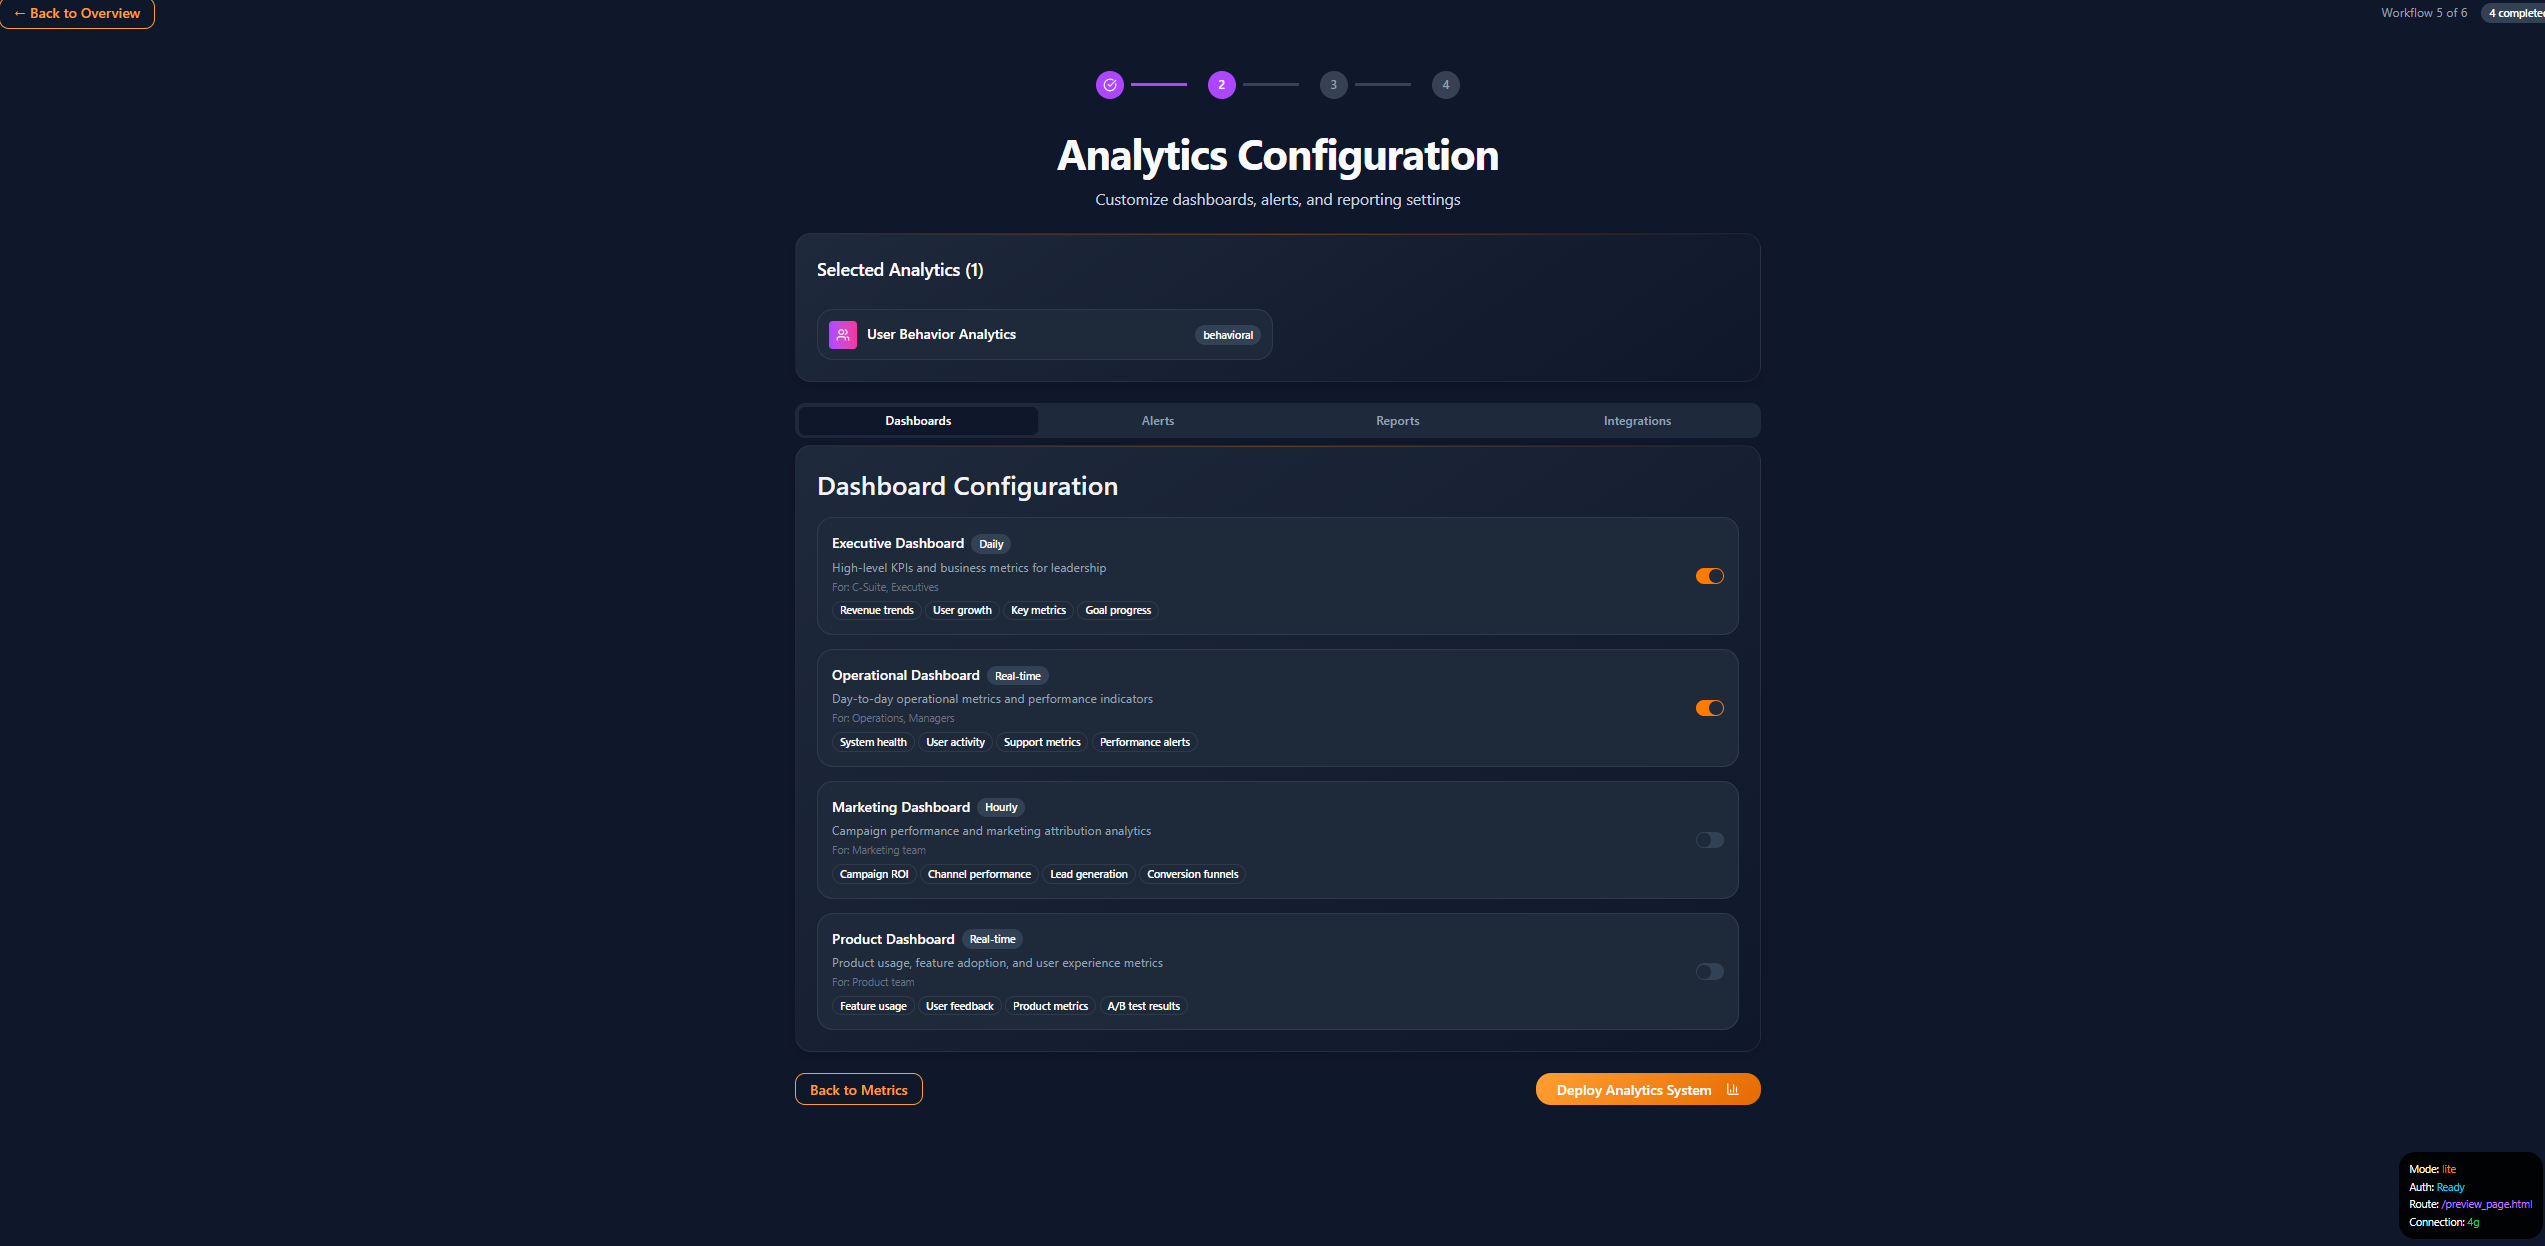 ← Back to Overview
Workflow 5 of 6
4 completed
2
3
4
Analytics Configuration
Customize dashboards, alerts, and reporting settings
Selected Analytics (1)
User Behavior Analytics
behavioral
Dashboards
Alerts
Reports
Integrations
Dashboard Configuration
Executive Dashboard Daily
High-level KPIs and business metrics for leadership
For: C-Suite, Executives
Revenue trends User growth Key metrics Goal progress
Operational Dashboard Real-time
Day-to-day operational metrics and performance indicators
For: Operations, Managers
System health User activity Support metrics Performance alerts
Marketing Dashboard Hourly
Campaign performance and marketing attribution analytics
For: Marketing team
Campaign ROI Channel performance Lead generation Conversion funnels
Product Dashboard Real-time
Product usage, feature adoption, and user experience metrics
For: Product team
Feature usage User feedback Product metrics A/B test results
Back to Metrics
Deploy Analytics System
Mode: lite
Auth: Ready
Route: /preview_page.html
Connection: 4g